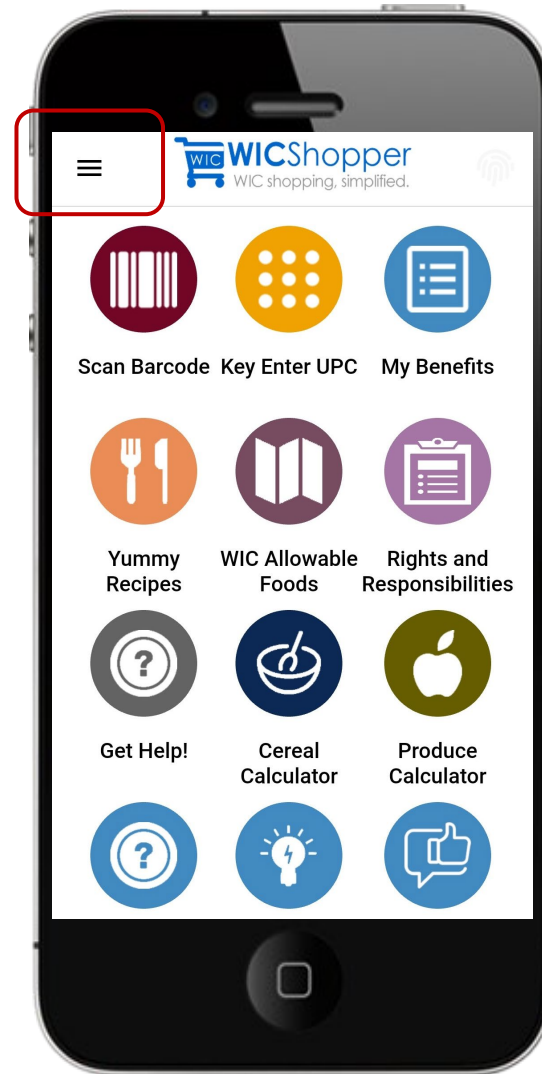 WIC
WICShopper
WIC shopping, simplified.
Scan Barcode Key Enter UPC My Benefits
Yummy Recipes
WIC Allowable Foods
Rights and Responsibilities
?
Get Help!
Cereal Calculator
Produce Calculator
?